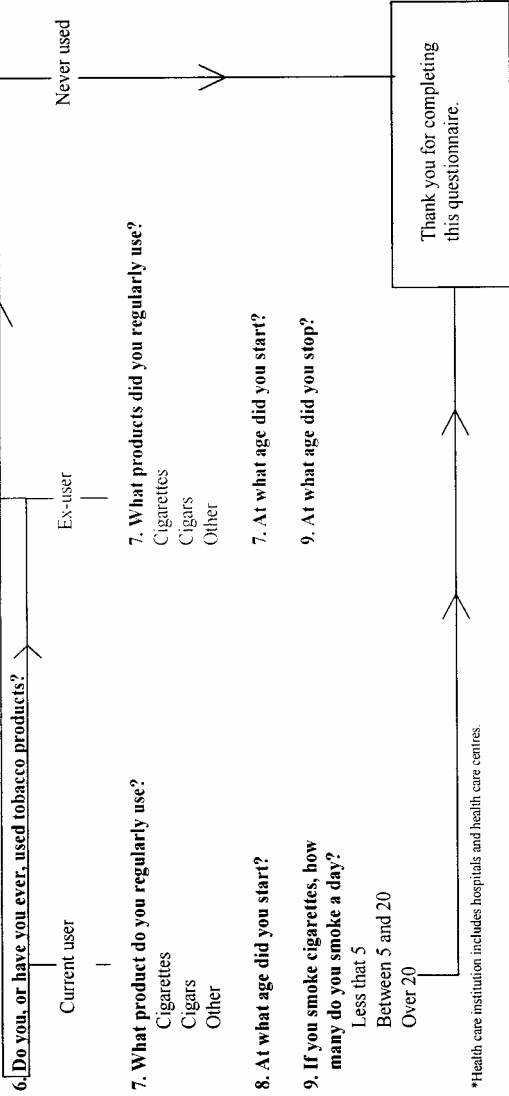 6. Do you, or have you ever, used tobacco products?
Current user
Ex-user
Never used
7. What product do you regularly use?
Cigarettes
Cigars
Other
8. At what age did you start?
9. If you smoke cigarettes, how
many do you smoke a day?
Less that 5
Between 5 and 20
Over 20
7. What products did you regularly use?
Cigarettes
Cigars
Other
7. At what age did you start?
9. At what age did you stop?
Thank you for completing
this questionnaire.
*Health care institution includes hospitals and health care centres.